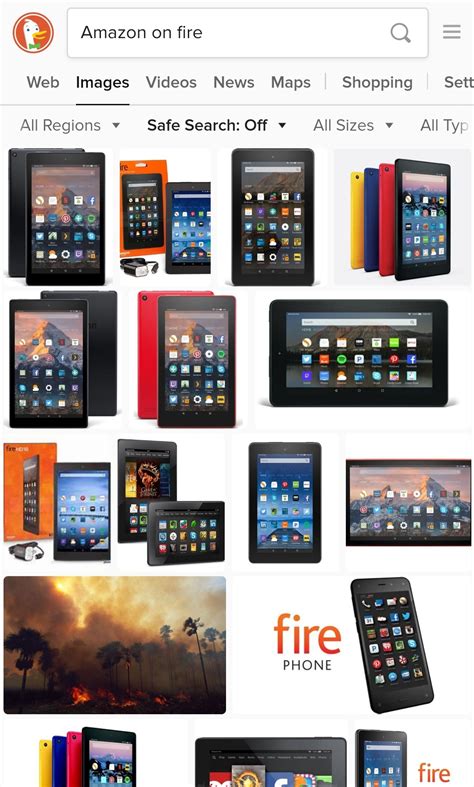 Amazon on fire
Web Images Videos News Maps Shopping Sett
All Regions Safe Search: Off All Sizes All Typ
fire
fire
PHONE
fire